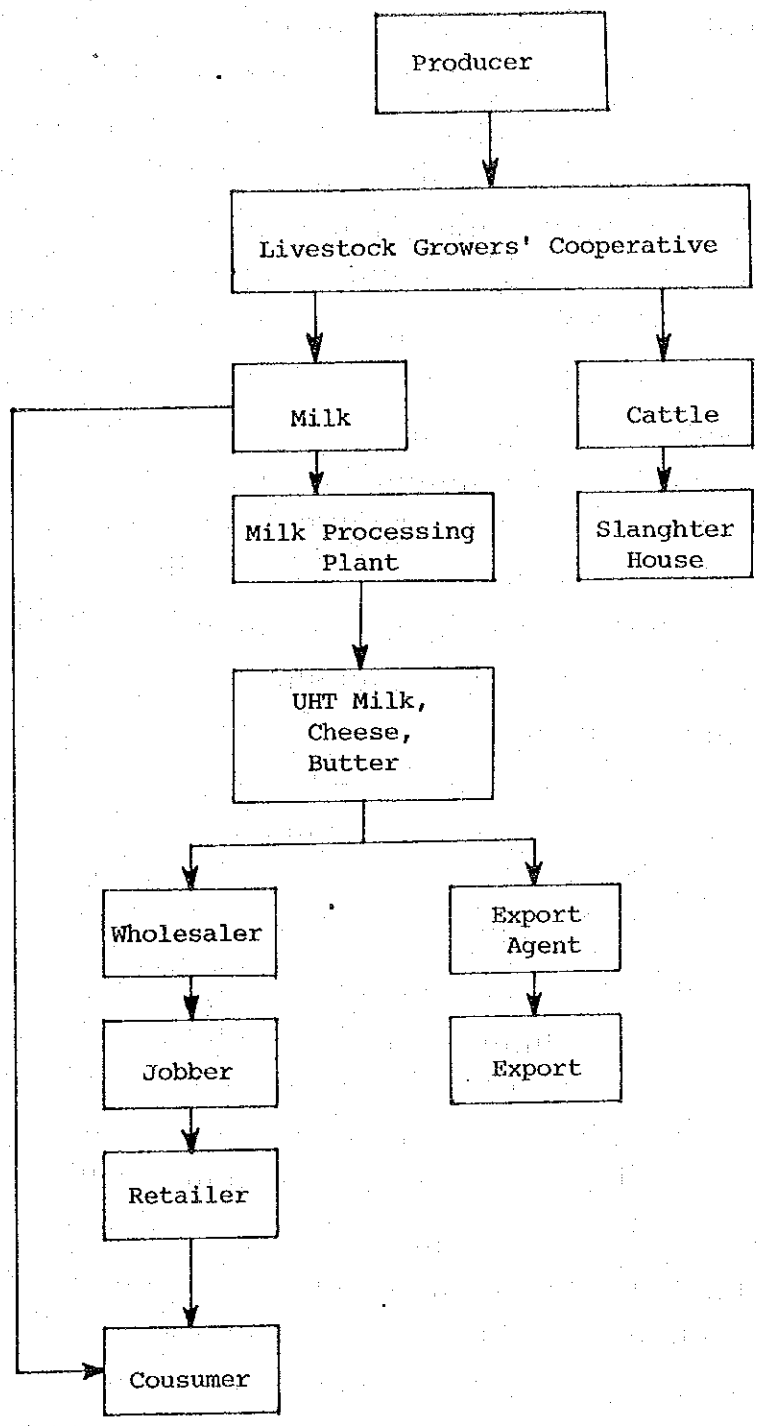 Producer
Livestock Growers' Cooperative
Milk
Cattle
Milk Processing
Plant
Slanghter
House
UHT Milk,
Cheese,
Butter
Wholesaler
Export
Agent
Jobber
Export
Retailer
Cousumer